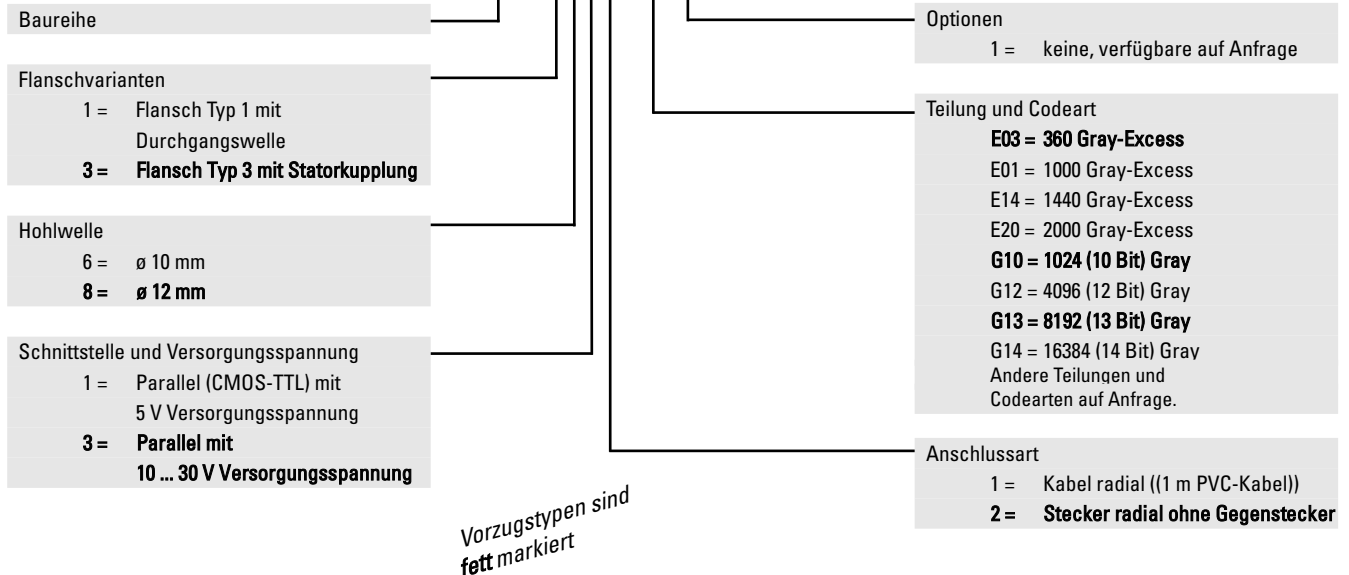 Baureihe
Flanschvarianten
1 = Flansch Typ 1 mit
Durchgangswelle
3 = Flansch Typ 3 mit Statorkupplung
Hohlwelle
6 = ø 10 mm
8 = ø 12 mm
Schnittstelle und Versorgungsspannung
1 = Parallel (CMOS-TTL) mit
5 V Versorgungsspannung
3 = Parallel mit
10 ... 30 V Versorgungsspannung
Vorzugstypen sind
fett markiert
Optionen
1 = keine, verfügbare auf Anfrage
Teilung und Codeart
E03 = 360 Gray-Excess
E01 = 1000 Gray-Excess
E14 = 1440 Gray-Excess
E20 = 2000 Gray-Excess
G10 = 1024 (10 Bit) Gray
G12 = 4096 (12 Bit) Gray
G13 = 8192 (13 Bit) Gray
G14 = 16384 (14 Bit) Gray
Andere Teilungen und
Codearten auf Anfrage.
Anschlussart
1 = Kabel radial ((1 m PVC-Kabel))
2 = Stecker radial ohne Gegenstecker